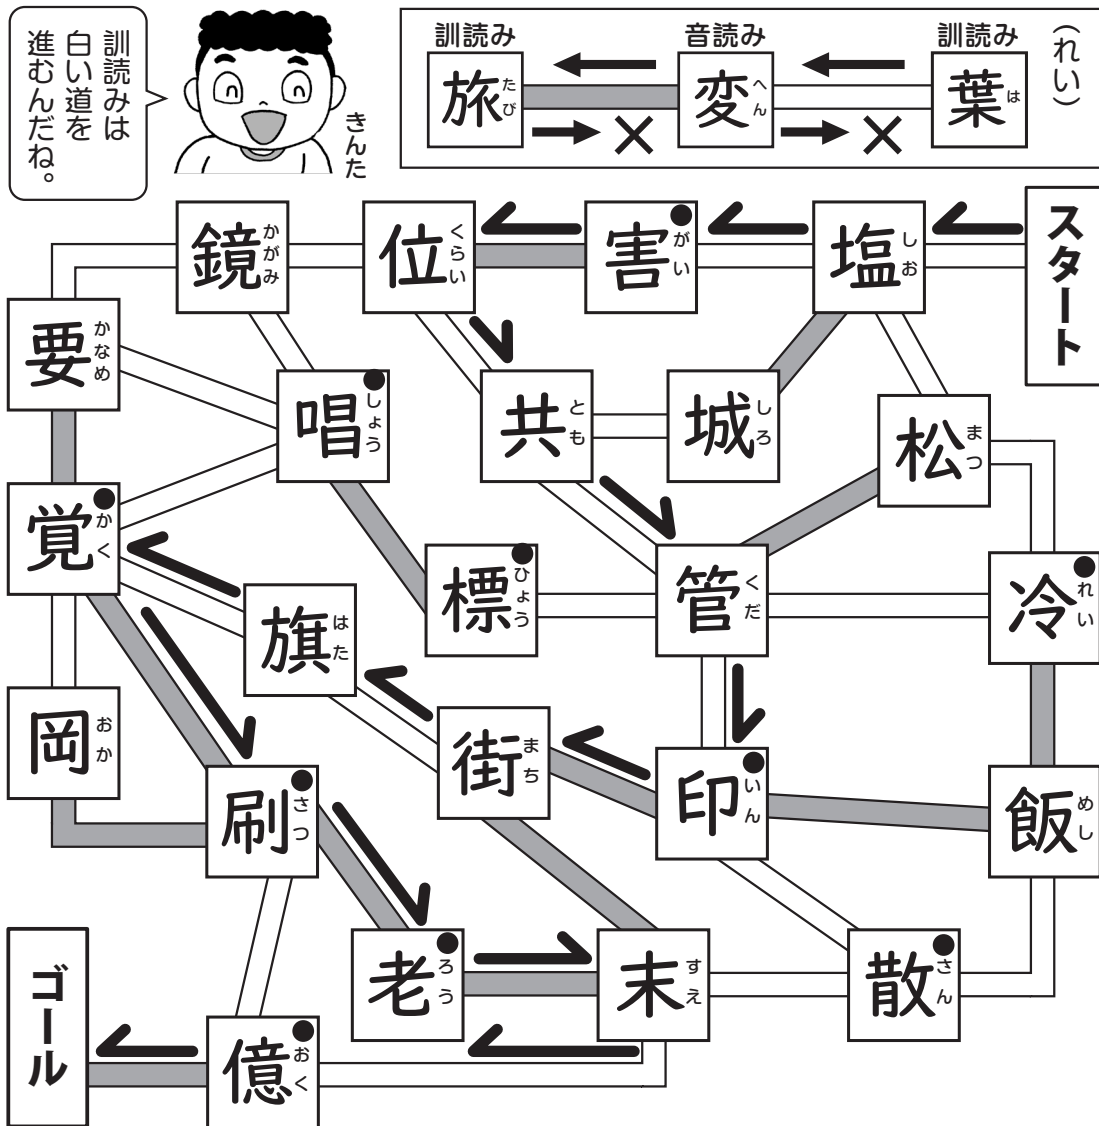 訓読みは
白い道を
進むんだね。
きんた
（れい）
訓読み
音読み
訓読み
旅
たび
変
へん
葉
は
スタート
塩
しお
害
がい
位
くらい
鏡
かがみ
要
かなめ
唱
しょう
共
とも
城
しろ
松
まつ
覚
かく
標
ひょう
管
くだ
冷
れい
旗
はた
岡
おか
街
まち
印
いん
飯
めし
刷
さつ
老
ろう
末
すえ
散
さん
億
おく
ゴール